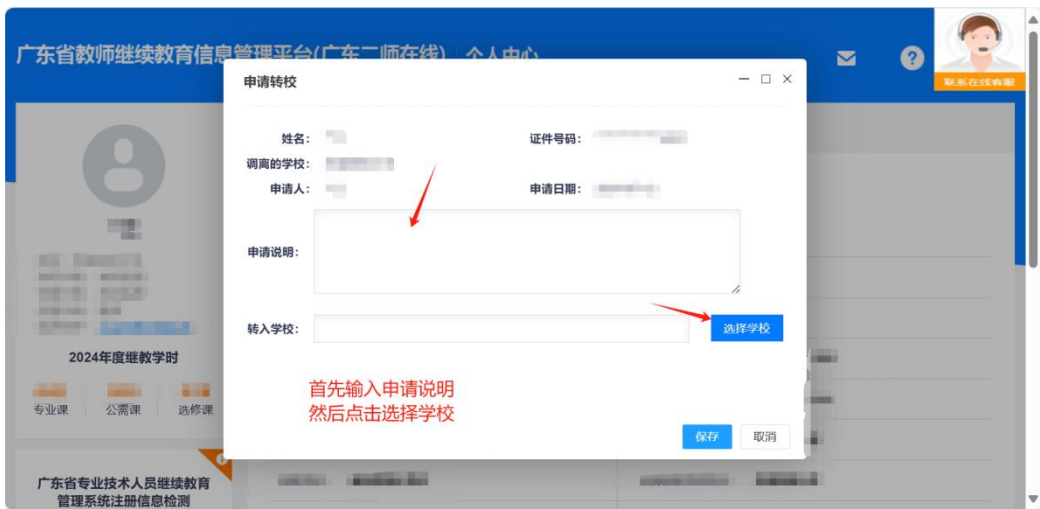 广东省教师继续教育信息管理平台(广东二师在线) 个人中心
?
联系在线客服
申请转校
姓名:
证件号码:
调离的学校:
申请人:
申请日期:
申请说明:
转入学校:
选择学校
首先输入申请说明
然后点击选择学校
保存
取消
2024年度继教学时
专业课
公需课
选修课
广东省专业技术人员继续教育
管理系统注册信息检测